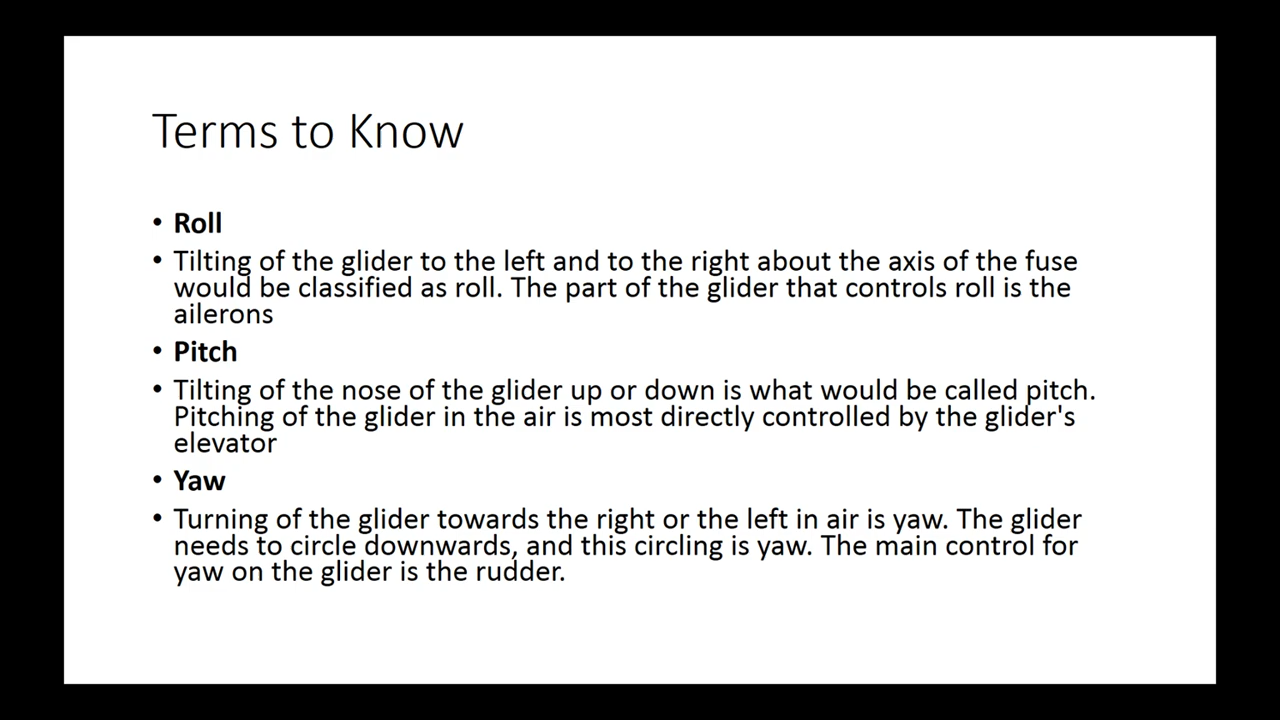 Terms to Know
• Roll
• Tilting of the glider to the left and to the right about the axis of the fuse
would be classified as roll. The part of the glider that controls roll is the
ailerons
• Pitch
• Tilting of the nose of the glider up or down is what would be called pitch.
Pitching of the glider in the air is most directly controlled by the glider's
elevator
• Yaw
• Turning of the glider towards the right or the left in air is yaw. The glider
needs to circle downwards, and this circling is yaw. The main control for
yaw on the glider is the rudder.